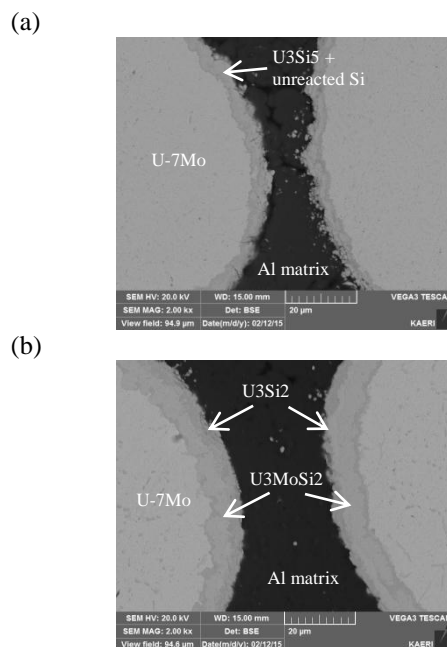 (a)
U3Si5 +
unreacted Si
U-7Mo
Al matrix
SEM HV: 20.0 kV WD: 15.00 mm VEGA3 TESCAN
SEM MAG: 2.00 kx Det: BSE 20 µm
View field: 94.9 µm Date(m/d/y): 02/12/15 KAERI
(b)
U3Si2
U3MoSi2
U-7Mo
Al matrix
SEM HV: 20.0 kV WD: 15.00 mm VEGA3 TESCAN
SEM MAG: 2.00 kx Det: BSE 20 µm
View field: 94.6 µm Date(m/d/y): 02/12/15 KAERI